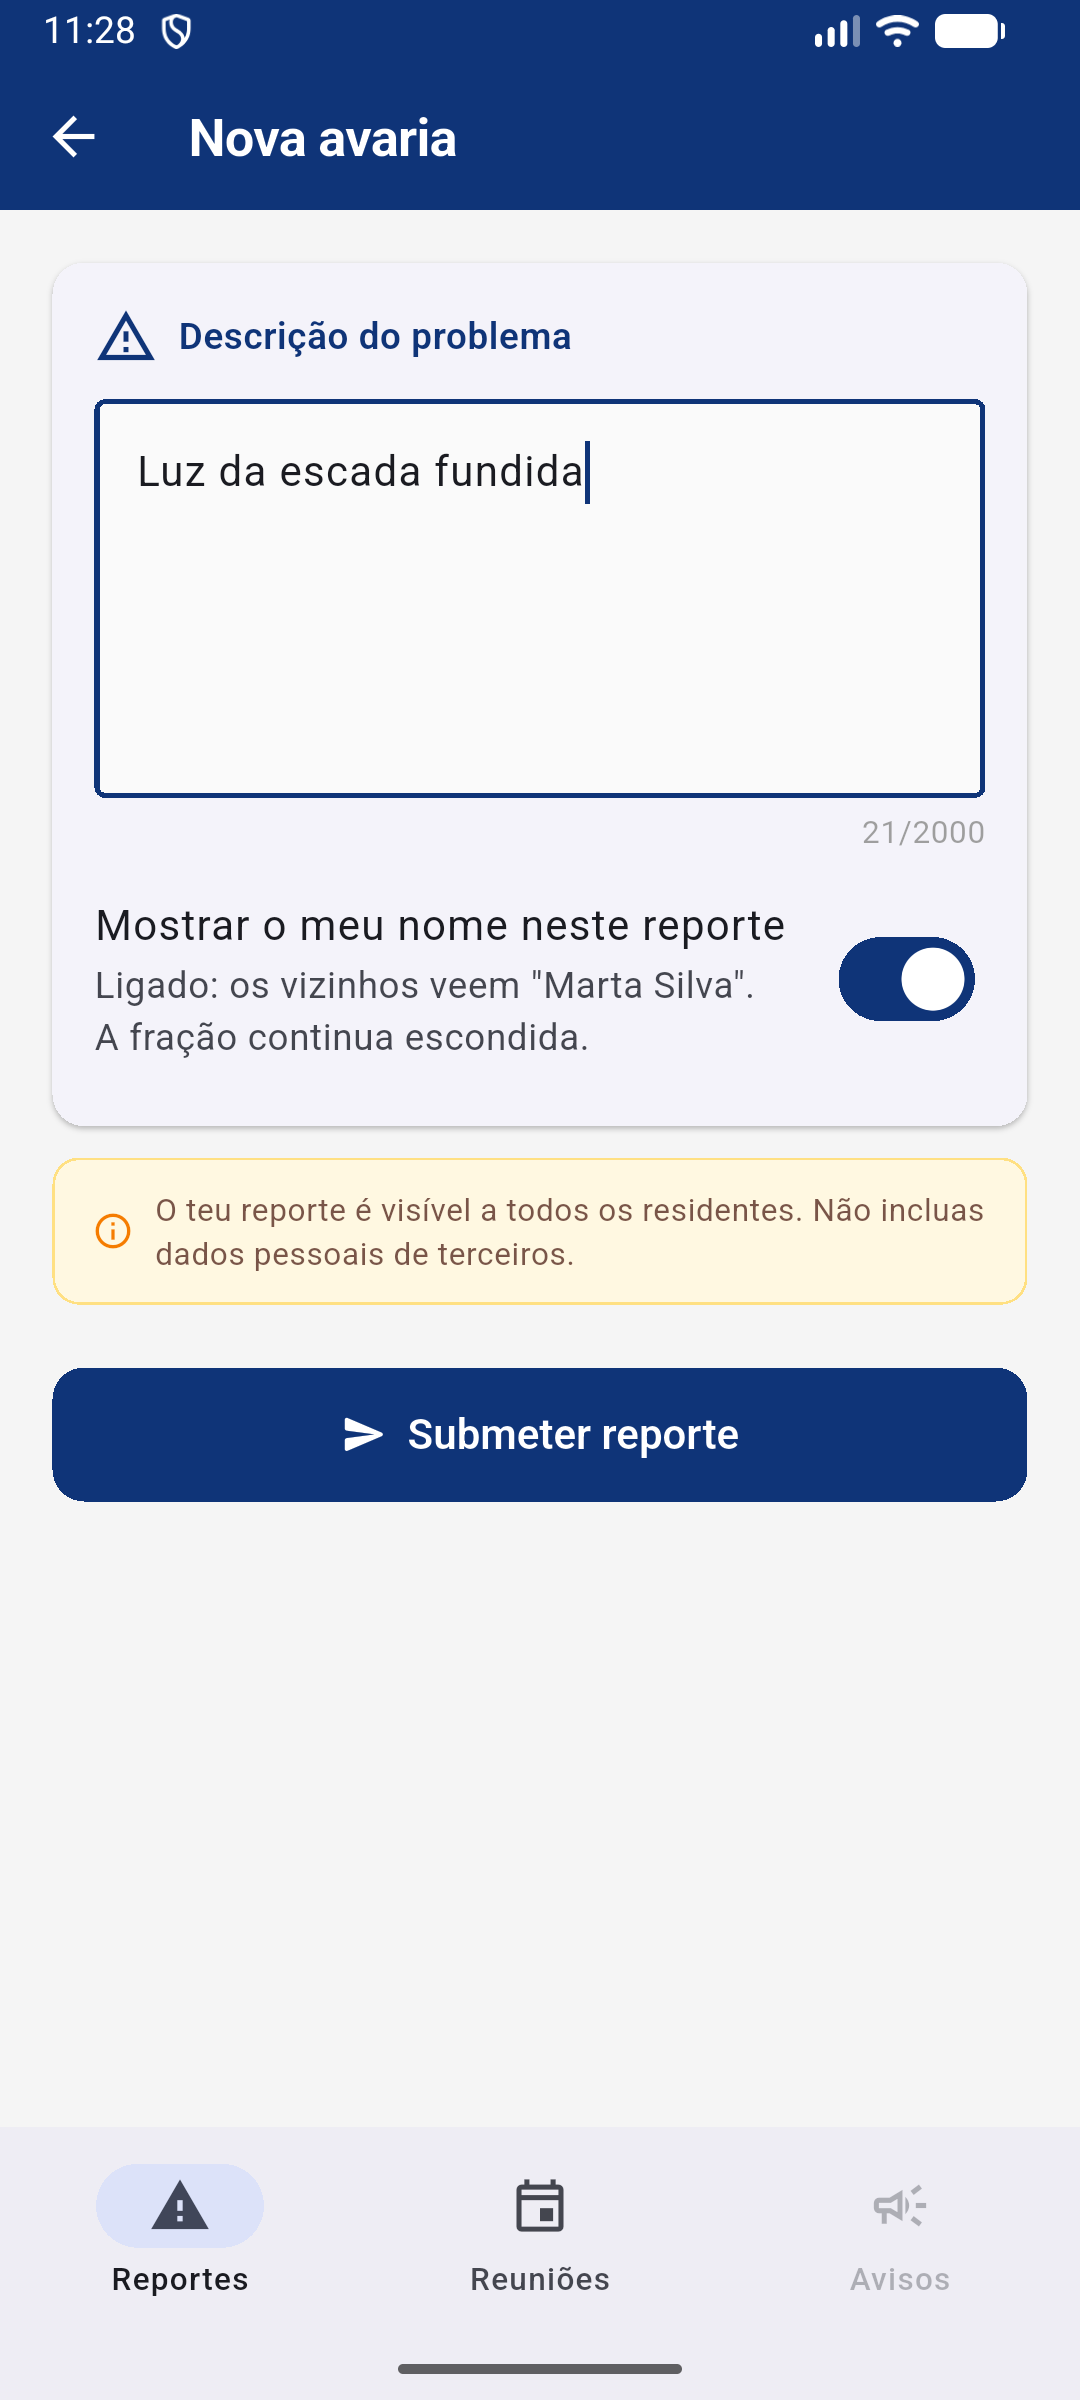 11:28
Nova avaria
Descrição do problema
Luz da escada fundida
21/2000
Mostrar o meu nome neste reporte
Ligado: os vizinhos veem "Marta Silva".
A fração continua escondida.
O teu reporte é visível a todos os residentes. Não incluas
dados pessoais de terceiros.
Submeter reporte
Reportes
Reuniões
Avisos